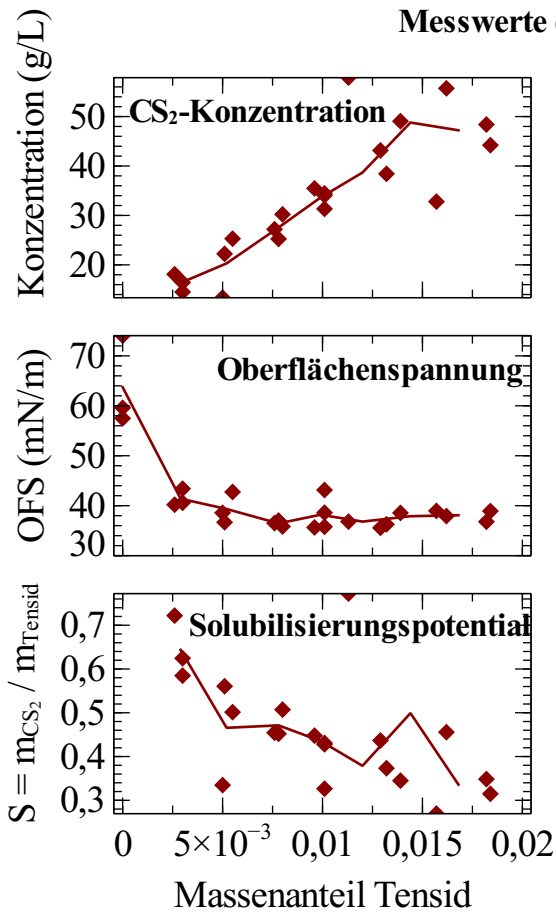 Messwerte
Konzentration (g/L)
CS₂-Konzentration
50
40
30
20
OFS (mN/m)
Oberflächenspannung
70
60
50
40
30
S = m_CS₂ / m_Tensid
Solubilisierungspotential
0,7
0,6
0,5
0,4
0,3
0 5×10⁻³ 0,01 0,015 0,02
Massenanteil Tensid